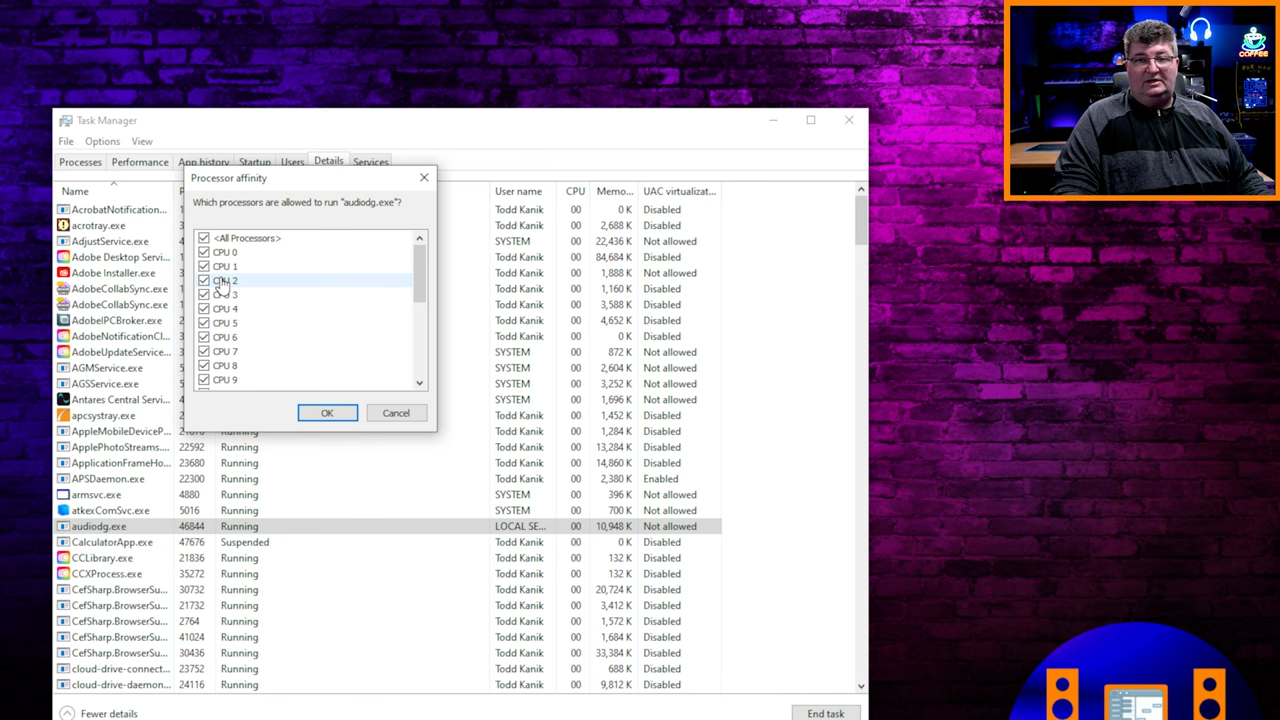 COFFEE
Task Manager
File Options View
Processes Performance App history Startup Users Details Services
Processor affinity
Which processors are allowed to run "audiodg.exe"?
<All Processors>
CPU 0
CPU 1
CPU 2
CPU 3
CPU 4
CPU 5
CPU 6
CPU 7
CPU 8
CPU 9
OK Cancel
Name User name CPU Memo... UAC virtualizat...
AcrobatNotification... Todd Kanik 00 0 K Disabled
acrotray.exe Todd Kanik 00 2,688 K Disabled
AdjustService.exe SYSTEM 00 22,436 K Not allowed
Adobe Desktop Servi... Todd Kanik 00 84,684 K Disabled
Adobe Installer.exe Todd Kanik 00 1,888 K Not allowed
AdobeCollabSync.exe Todd Kanik 00 1,160 K Disabled
AdobeCollabSync.exe Todd Kanik 00 3,588 K Disabled
AdobeIPCBroker.exe Todd Kanik 00 4,652 K Disabled
AdobeNotificationCl... Todd Kanik 00 0 K Disabled
AdobeUpdateService... SYSTEM 00 872 K Not allowed
AGMService.exe SYSTEM 00 2,604 K Not allowed
AGSService.exe SYSTEM 00 3,252 K Not allowed
Antares Central Servi... SYSTEM 00 1,696 K Not allowed
apcsystray.exe Todd Kanik 00 1,452 K Disabled
AppleMobileDeviceP... Running Todd Kanik 00 1,284 K Disabled
ApplePhotoStreams.... 22592 Running Todd Kanik 00 13,284 K Disabled
ApplicationFrameHo... 23680 Running Todd Kanik 00 14,860 K Disabled
APSDaemon.exe 22300 Running Todd Kanik 00 2,380 K Enabled
armsvc.exe 4880 Running SYSTEM 00 396 K Not allowed
atkexComSvc.exe 5016 Running SYSTEM 00 700 K Not allowed
audiodg.exe 46844 Running LOCAL SE... 00 10,948 K Not allowed
CalculatorApp.exe 47676 Suspended Todd Kanik 00 0 K Disabled
CCLibrary.exe 21836 Running Todd Kanik 00 132 K Disabled
CCXProcess.exe 35272 Running Todd Kanik 00 132 K Disabled
CefSharp.BrowserSu... 30732 Running Todd Kanik 00 20,724 K Disabled
CefSharp.BrowserSu... 21732 Running Todd Kanik 00 3,412 K Disabled
CefSharp.BrowserSu... 2764 Running Todd Kanik 00 1,572 K Disabled
CefSharp.BrowserSu... 41024 Running Todd Kanik 00 1,684 K Disabled
CefSharp.BrowserSu... 30436 Running Todd Kanik 00 33,384 K Disabled
cloud-drive-connect... 23752 Running Todd Kanik 00 688 K Disabled
cloud-drive-daemon... 24116 Running Todd Kanik 00 9,812 K Disabled
Fewer details End task